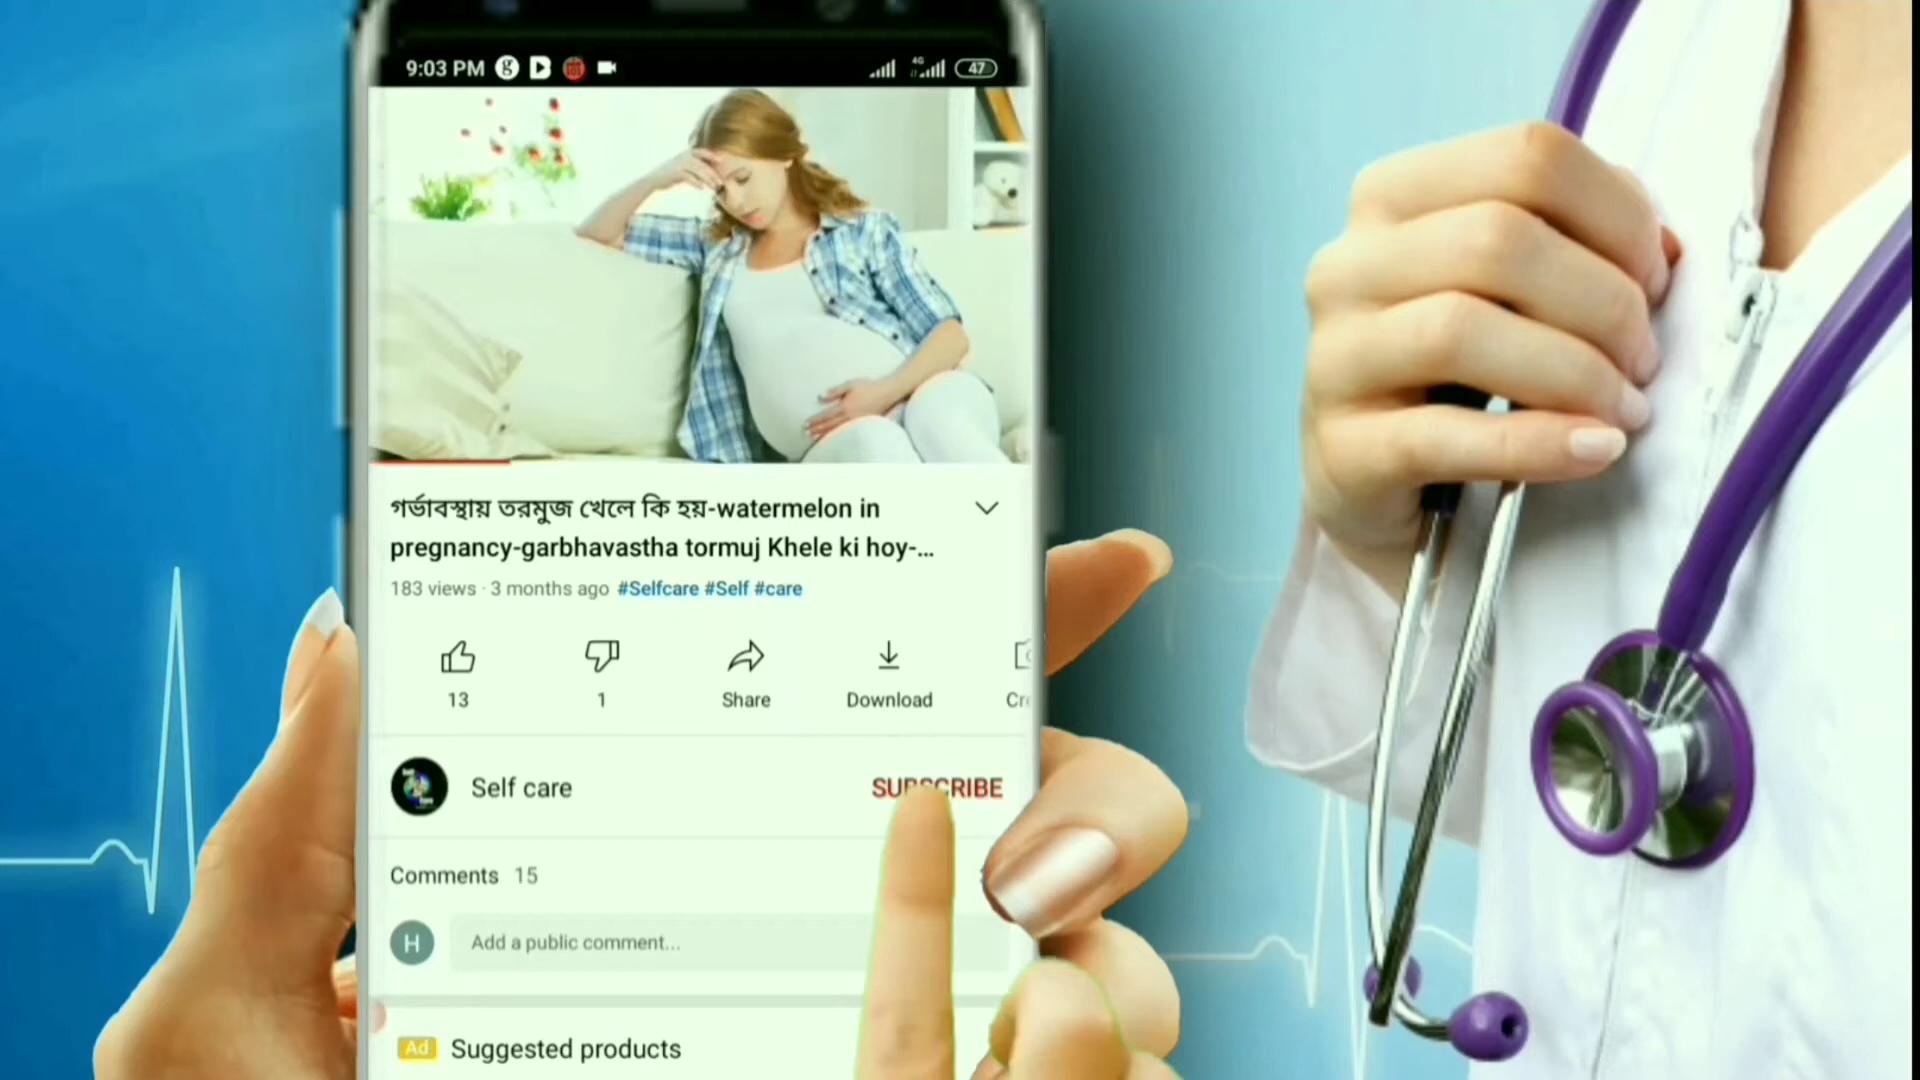 9:03 PM
4G
47
গর্ভাবস্থায় তরমুজ খেলে কি হয়-watermelon in
pregnancy-garbhavastha tormuj Khele ki hoy-...
183 views · 3 months ago #Selfcare #Self #care
13
1
Share
Download
Self care
SUBSCRIBE
Comments 15
H
Add a public comment...
Ad
Suggested products